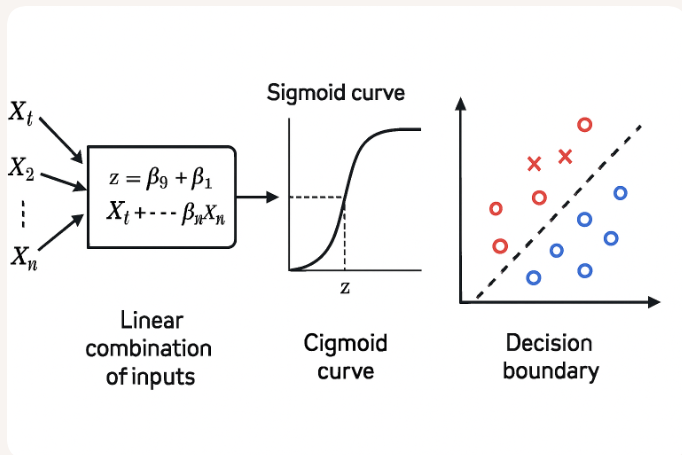 Xt
X2
Xn
z = β9 + β1
Xt + --- βnXn
Linear
combination
of inputs
Sigmoid curve
z
Cigmoid
curve
Decision
boundary